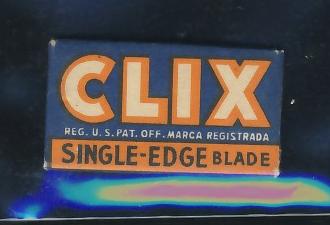 CLIX
REG. U.S. PAT. OFF. MARCA REGISTRADA
SINGLE-EDGE BLADE